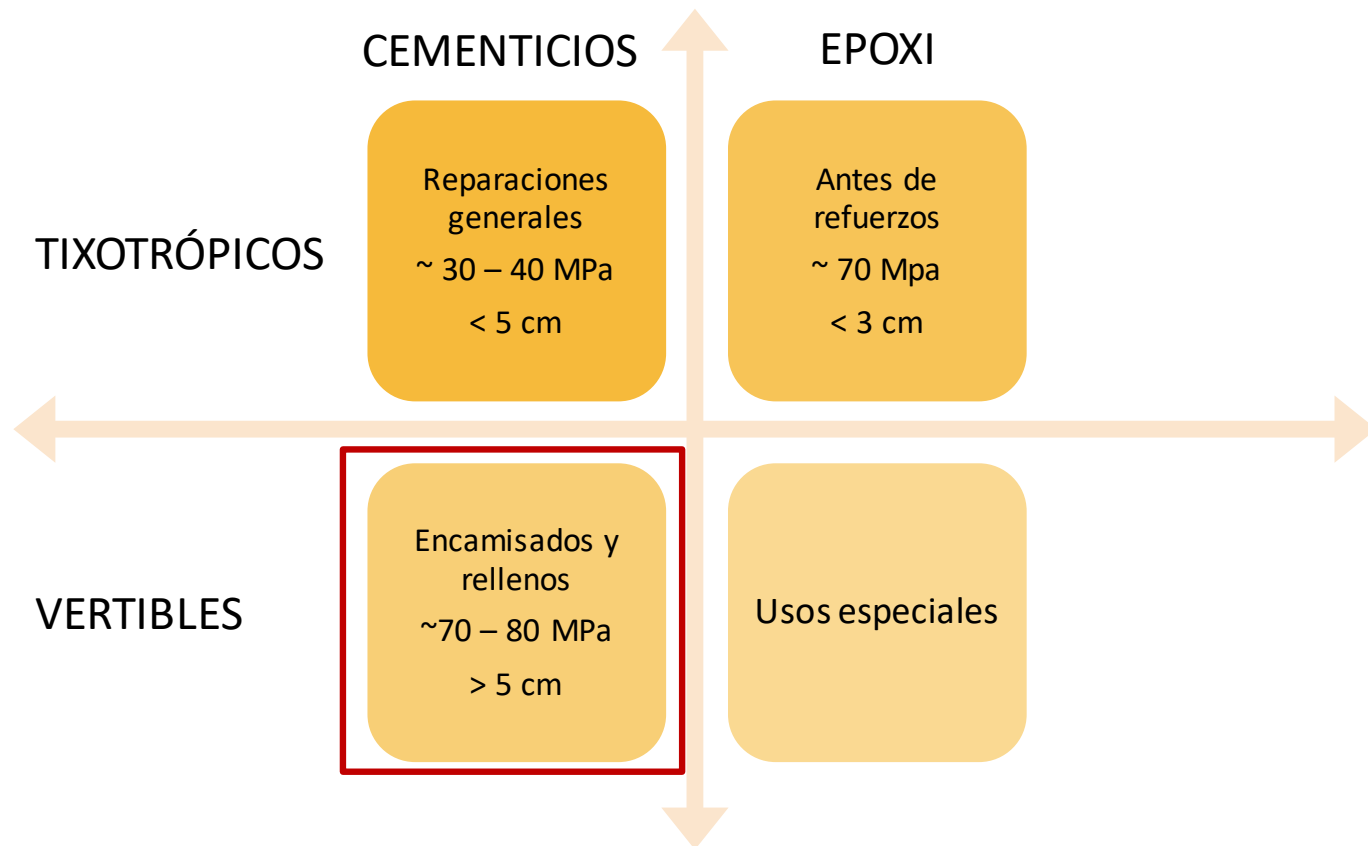 CEMENTICIOS
EPOXI
TIXOTRÓPICOS
Reparaciones
generales
~ 30 – 40 MPa
< 5 cm
Antes de
refuerzos
~ 70 Mpa
< 3 cm
VERTIBLES
Encamisados y
rellenos
~70 – 80 MPa
> 5 cm
Usos especiales